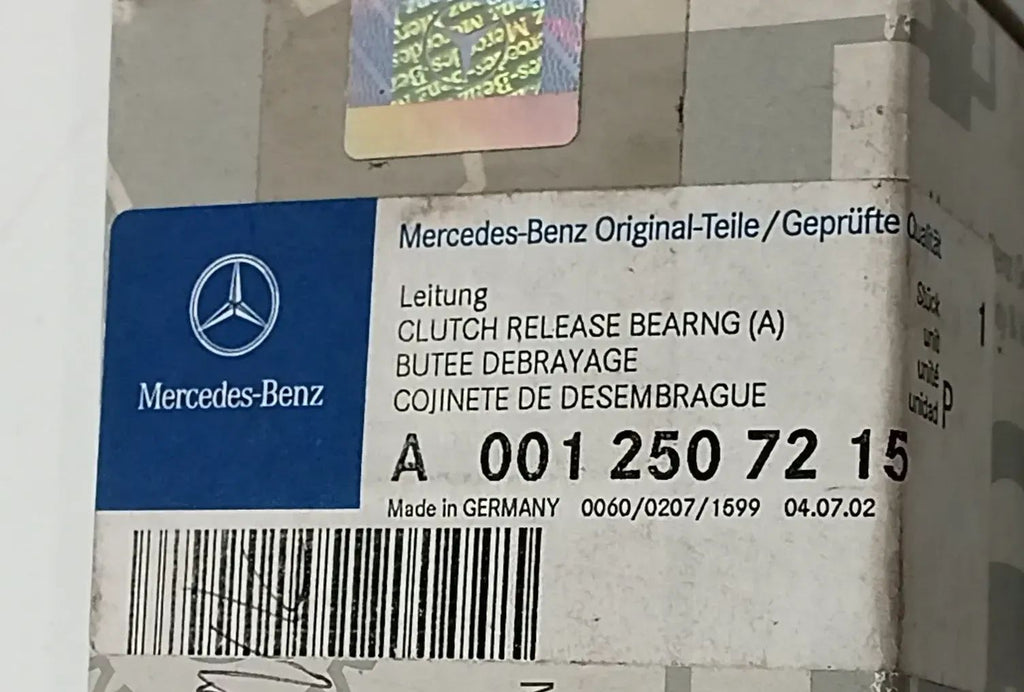 Mercedes-Benz Original-Teile/Geprüfte Qualität
Leitung
CLUTCH RELEASE BEARNG (A)
BUTEE DEBRAYAGE
COJINETE DE DESEMBRAGUE
Mercedes-Benz
A 001 250 72 15
Made in GERMANY 0060/0207/1599 04.07.02
Stück
unit
unité
unidad
1
P